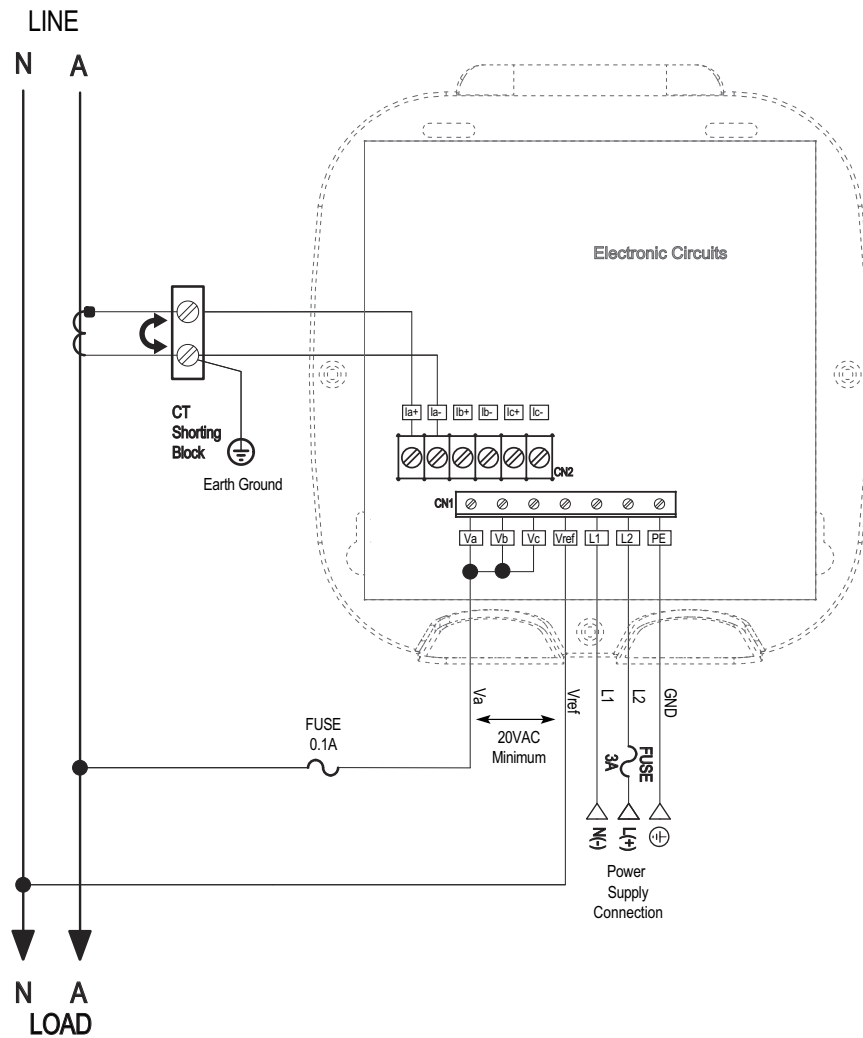 LINE
N A
Electronic Circuits
CT
Shorting
Block
Earth Ground
Ia+ Ia- Ib+ Ib- Ic+ Ic-
CN2
CN1
Va Vb Vc Vref L1 L2 PE
Va
Vref
L1
L2
GND
FUSE
0.1A
20VAC
Minimum
FUSE
3A
N(-)
L(+)
Power
Supply
Connection
N A
LOAD